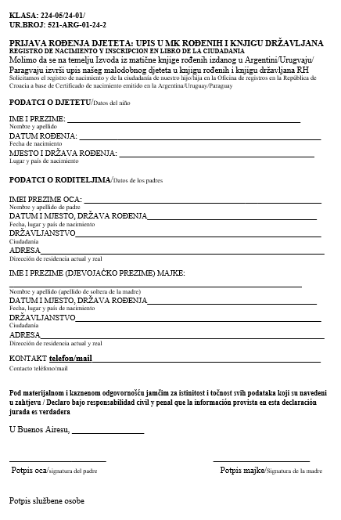 KLASA: 224-05/24-01/
UR.BROJ: 521-ARG-01-24-2
PRIJAVA ROĐENJA DJETETA: UPIS U MK ROĐENIH I KNJIGU DRŽAVLJANA
REGISTRO DE NACIMIENTO Y INSCRIPCION EN LIBRO DE LA CIUDADANIA
Molimo da se na temelju Izvoda iz matične knjige rođenih izdanog u Argentini/Urugvaju/
Paragvaju izvrši upis našeg malodobnog djeteta u knjigu rođenih i knjigu državljana RH
Solicitamos el registro de nacimiento y de la ciudadania de nuestro hijo/hija en la Oficina de registros en la República de
Croacia a base de Certificado de nacimiento emitido en la Argentina/Uruguay/Paraguay
PODATCI O DJETETU/Datos del niño
IME I PREZIME:
Nombre y apellido
DATUM ROĐENJA:
Fecha de nacimiento
MJESTO I DRŽAVA ROĐENJA:
Lugar y país de nacimiento
PODATCI O RODITELJIMA/Datos de los padres
IMEI PREZIME OCA:
Nombre y apellido de padre
DATUM I MJESTO, DRŽAVA ROĐENJA
Fecha, lugar y país de nacimiento
DRŽAVLJANSTVO
Ciudadania
ADRESA
Dirección de residencia actual y real
IME I PREZIME (DJEVOJAČKO PREZIME) MAJKE:
Nombre y apellido (apellido de soltera de la madre)
DATUM I MJESTO, DRŽAVA ROĐENJA
Fecha, lugar y país de nacimiento
DRŽAVLJANSTVO
Ciudadania
ADRESA
Dirección de residencia actual y real
KONTAKT telefon/mail
Contacto teléfono/mail
Pod materijalnom i kaznenom odgovornošću jamčim za istinitost i točnost svih podataka koji su navedeni
u zahtjevu / Declaro bajo responsabilidad civil y penal que la información provista en esta declaración
jurada es verdadera
U Buenos Airesu,
Potpis oca/signatura del padre Potpis majke/Signatura de la madre
Potpis službene osobe